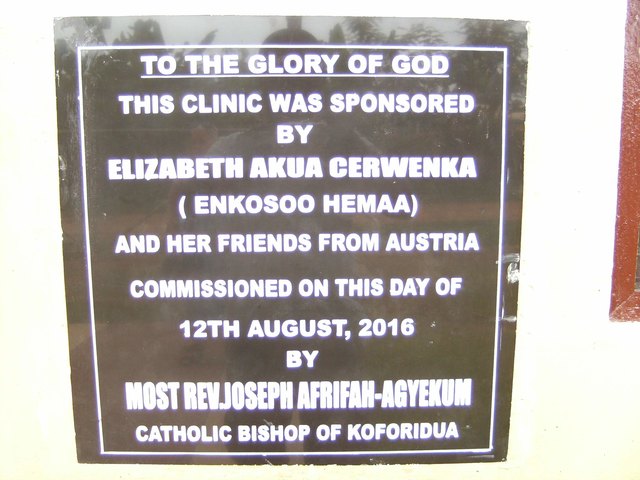 TO THE GLORY OF GOD
THIS CLINIC WAS SPONSORED
BY
ELIZABETH AKUA CERWENKA
( ENKOSOO HEMAA)
AND HER FRIENDS FROM AUSTRIA
COMMISSIONED ON THIS DAY OF
12TH AUGUST, 2016
BY
MOST REV.JOSEPH AFRIFAH-AGYEKUM
CATHOLIC BISHOP OF KOFORIDUA